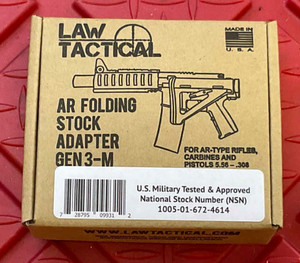 LAW
TACTICAL
MADE IN
U.S.A.
AR FOLDING
STOCK
ADAPTER
GEN 3-M
FOR AR-TYPE RIFLES,
CARBINES AND
PISTOLS 5.56 - .308
U.S. Military Tested & Approved
National Stock Number (NSN)
1005-01-672-4614
WWW.LAWTACTICAL.COM